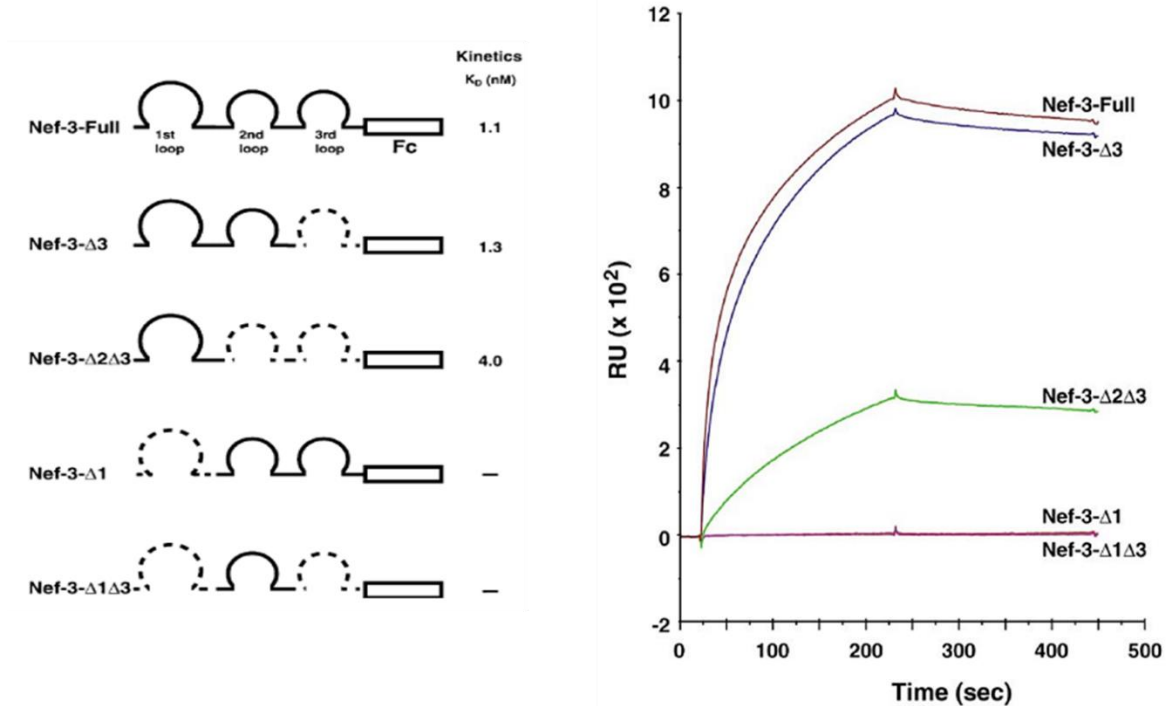 Kinetics
K_D (nM)
Nef-3-Full 1st loop 2nd loop 3rd loop Fc 1.1
Nef-3-Δ3 1.3
Nef-3-Δ2Δ3 4.0
Nef-3-Δ1 –
Nef-3-Δ1Δ3 –
12
10
8
6
4
2
0
-2
RU (x 10²)
Nef-3-Full
Nef-3-Δ3
Nef-3-Δ2Δ3
Nef-3-Δ1
Nef-3-Δ1Δ3
0 100 200 300 400 500
Time (sec)